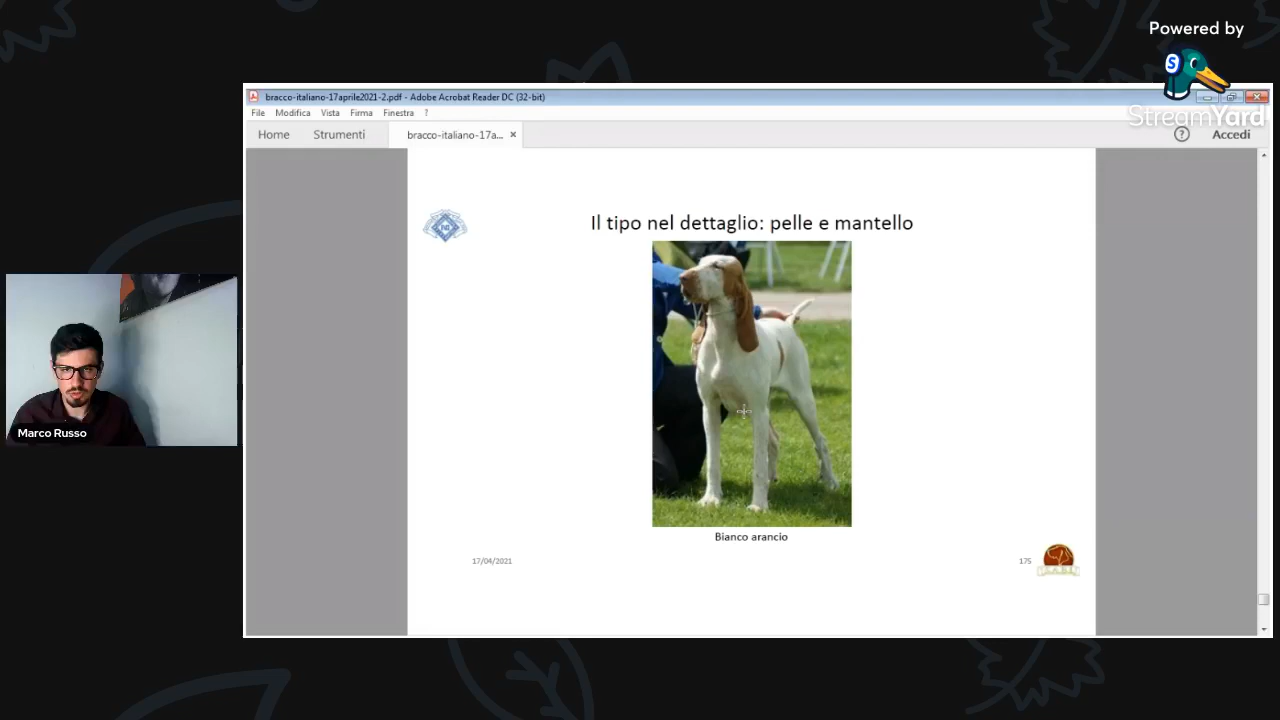 Powered by
StreamYard
bracco-italiano-17aprile2021-2.pdf - Adobe Acrobat Reader DC (32-bit)
File Modifica Vista Firma Finestra ?
Home Strumenti bracco-italiano-17a... × ? Accedi
Il tipo nel dettaglio: pelle e mantello
Marco Russo
Bianco arancio
17/04/2021 175